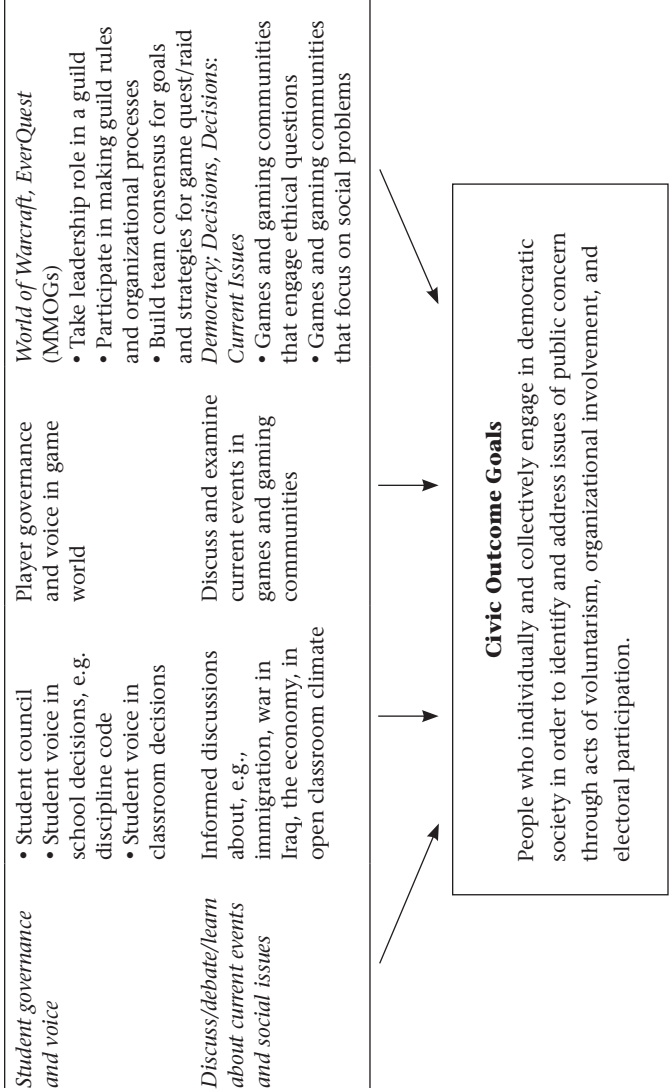 Student governance
and voice
• Student council
• Student voice in
school decisions, e.g.
discipline code
• Student voice in
classroom decisions
Player governance
and voice in game
world
World of Warcraft, EverQuest
(MMOGs)
• Take leadership role in a guild
• Participate in making guild rules
and organizational processes
• Build team consensus for goals
and strategies for game quest/raid
Discuss/debate/learn
about current events
and social issues
Informed discussions
about, e.g.,
immigration, war in
Iraq, the economy, in
open classroom climate
Discuss and examine
current events in
games and gaming
communities
Democracy; Decisions, Decisions:
Current Issues
• Games and gaming communities
that engage ethical questions
• Games and gaming communities
that focus on social problems
Civic Outcome Goals
People who individually and collectively engage in democratic
society in order to identify and address issues of public concern
through acts of voluntarism, organizational involvement, and
electoral participation.